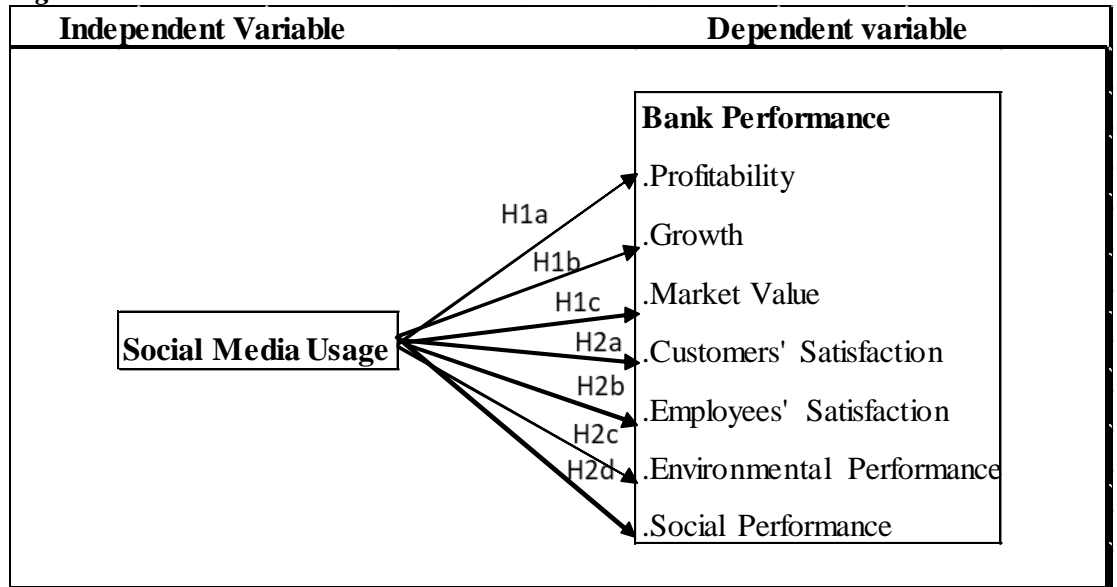 Independent Variable Dependent variable
Bank Performance
.Profitability
H1a
.Growth
H1b
.Market Value
H1c
Social Media Usage
H2a
.Customers' Satisfaction
H2b
.Employees' Satisfaction
H2c
H2d
.Environmental Performance
.Social Performance